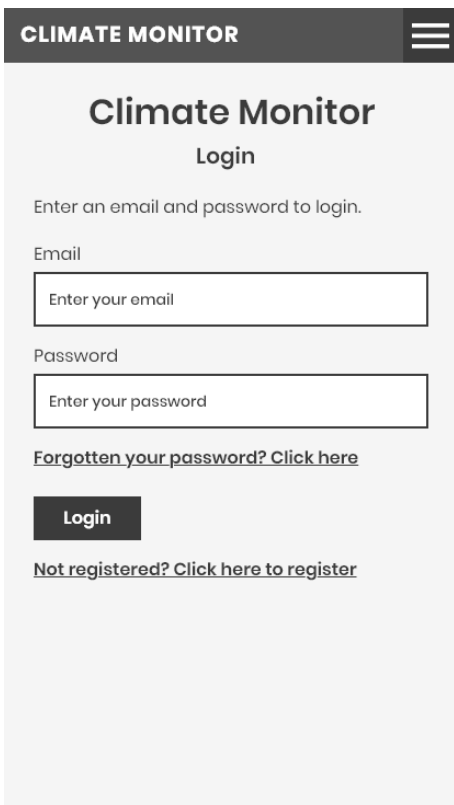 CLIMATE MONITOR
Climate Monitor
Login
Enter an email and password to login.
Email
Enter your email
Password
Enter your password
Forgotten your password? Click here
Login
Not registered? Click here to register